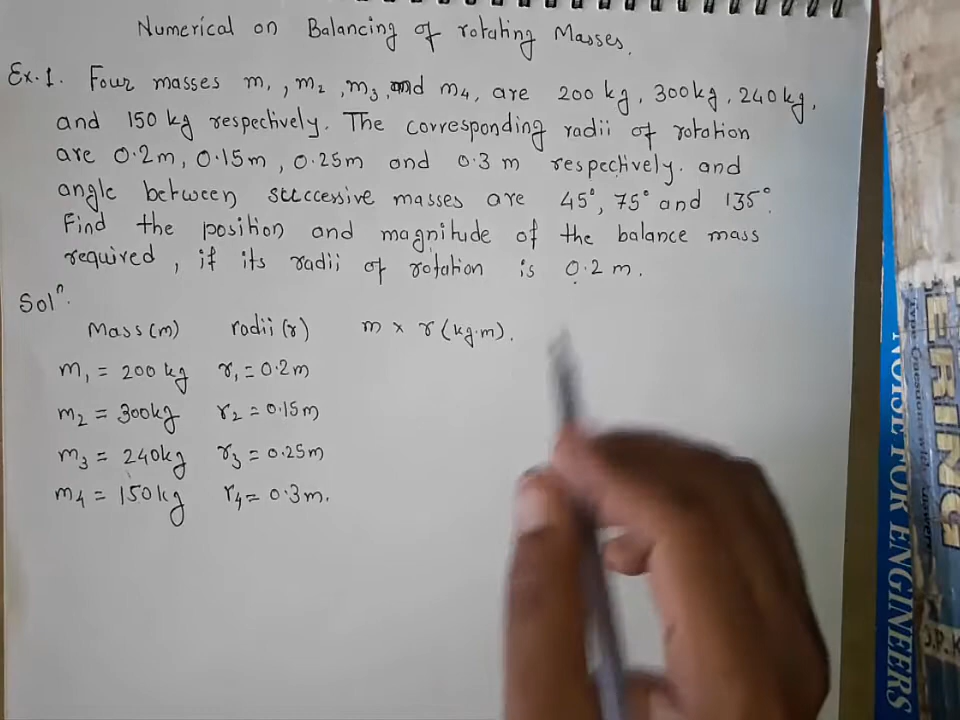 Numerical on Balancing of rotating Masses.
Ex.1. Four masses m₁, m₂, m₃, and m₄, are 200 kg, 300kg, 240kg,
and 150 kg respectively. The corresponding radii of rotation
are 0.2m, 0.15m, 0.25m and 0.3 m respectively. and
angle between successive masses are 45°, 75° and 135°.
Find the position and magnitude of the balance mass
required, if its radii of rotation is 0.2 m.
Solⁿ.
Mass(m) radii (r) m × r (kg.m).
m₁ = 200 kg r₁ = 0.2m
m₂ = 300kg r₂ = 0.15m
m₃ = 240kg r₃ = 0.25m
m₄ = 150kg r₄ = 0.3m.
NOISE FOR ENGINEERS
ERING